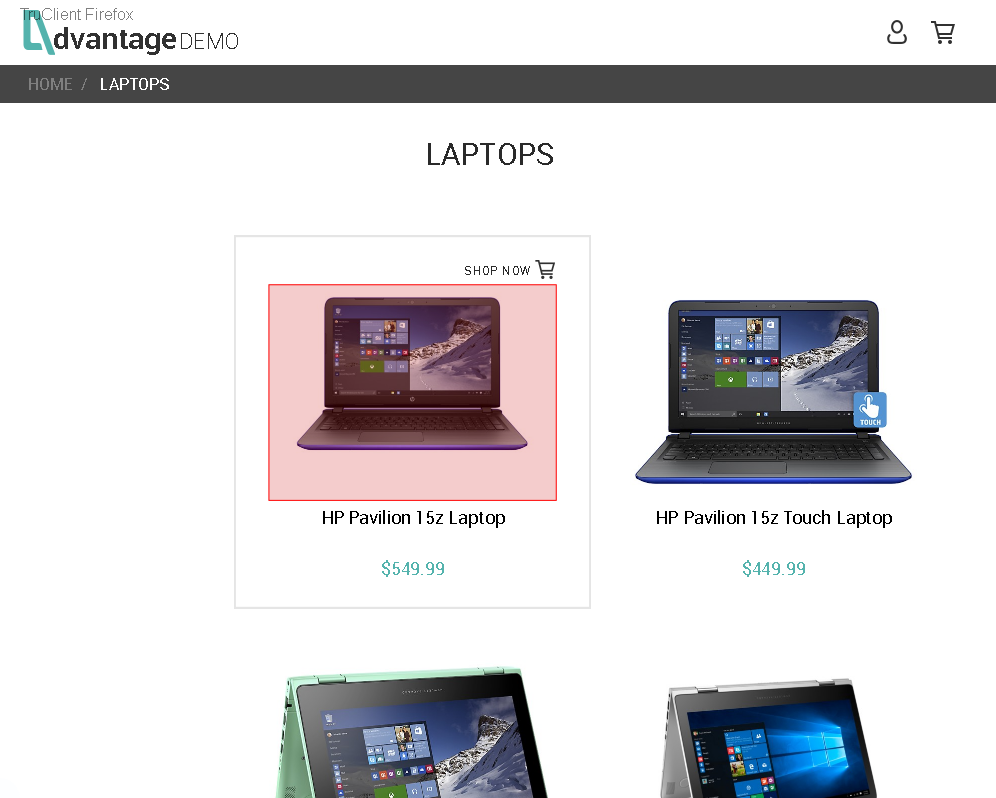 TruClient Firefox
dvantage DEMO
HOME / LAPTOPS
LAPTOPS
SHOP NOW
TOUCH
HP Pavilion 15z Laptop
HP Pavilion 15z Touch Laptop
$549.99
$449.99